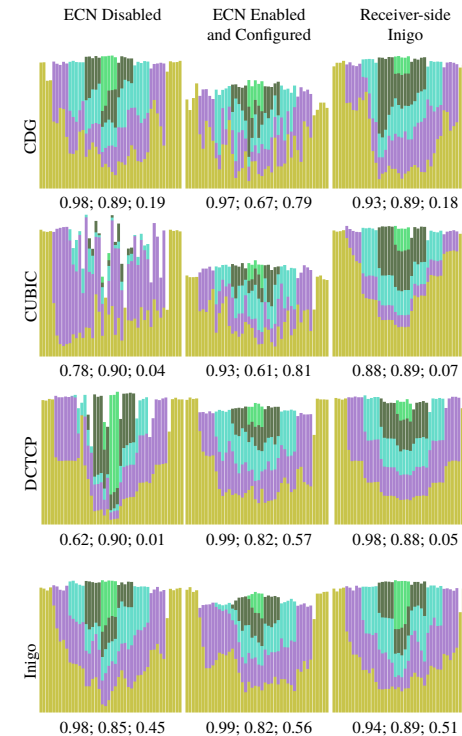 ECN Disabled
ECN Enabled
and Configured
Receiver-side
Inigo
CDG
0.98; 0.89; 0.19
0.97; 0.67; 0.79
0.93; 0.89; 0.18
CUBIC
0.78; 0.90; 0.04
0.93; 0.61; 0.81
0.88; 0.89; 0.07
DCTCP
0.62; 0.90; 0.01
0.99; 0.82; 0.57
0.98; 0.88; 0.05
Inigo
0.98; 0.85; 0.45
0.99; 0.82; 0.56
0.94; 0.89; 0.51